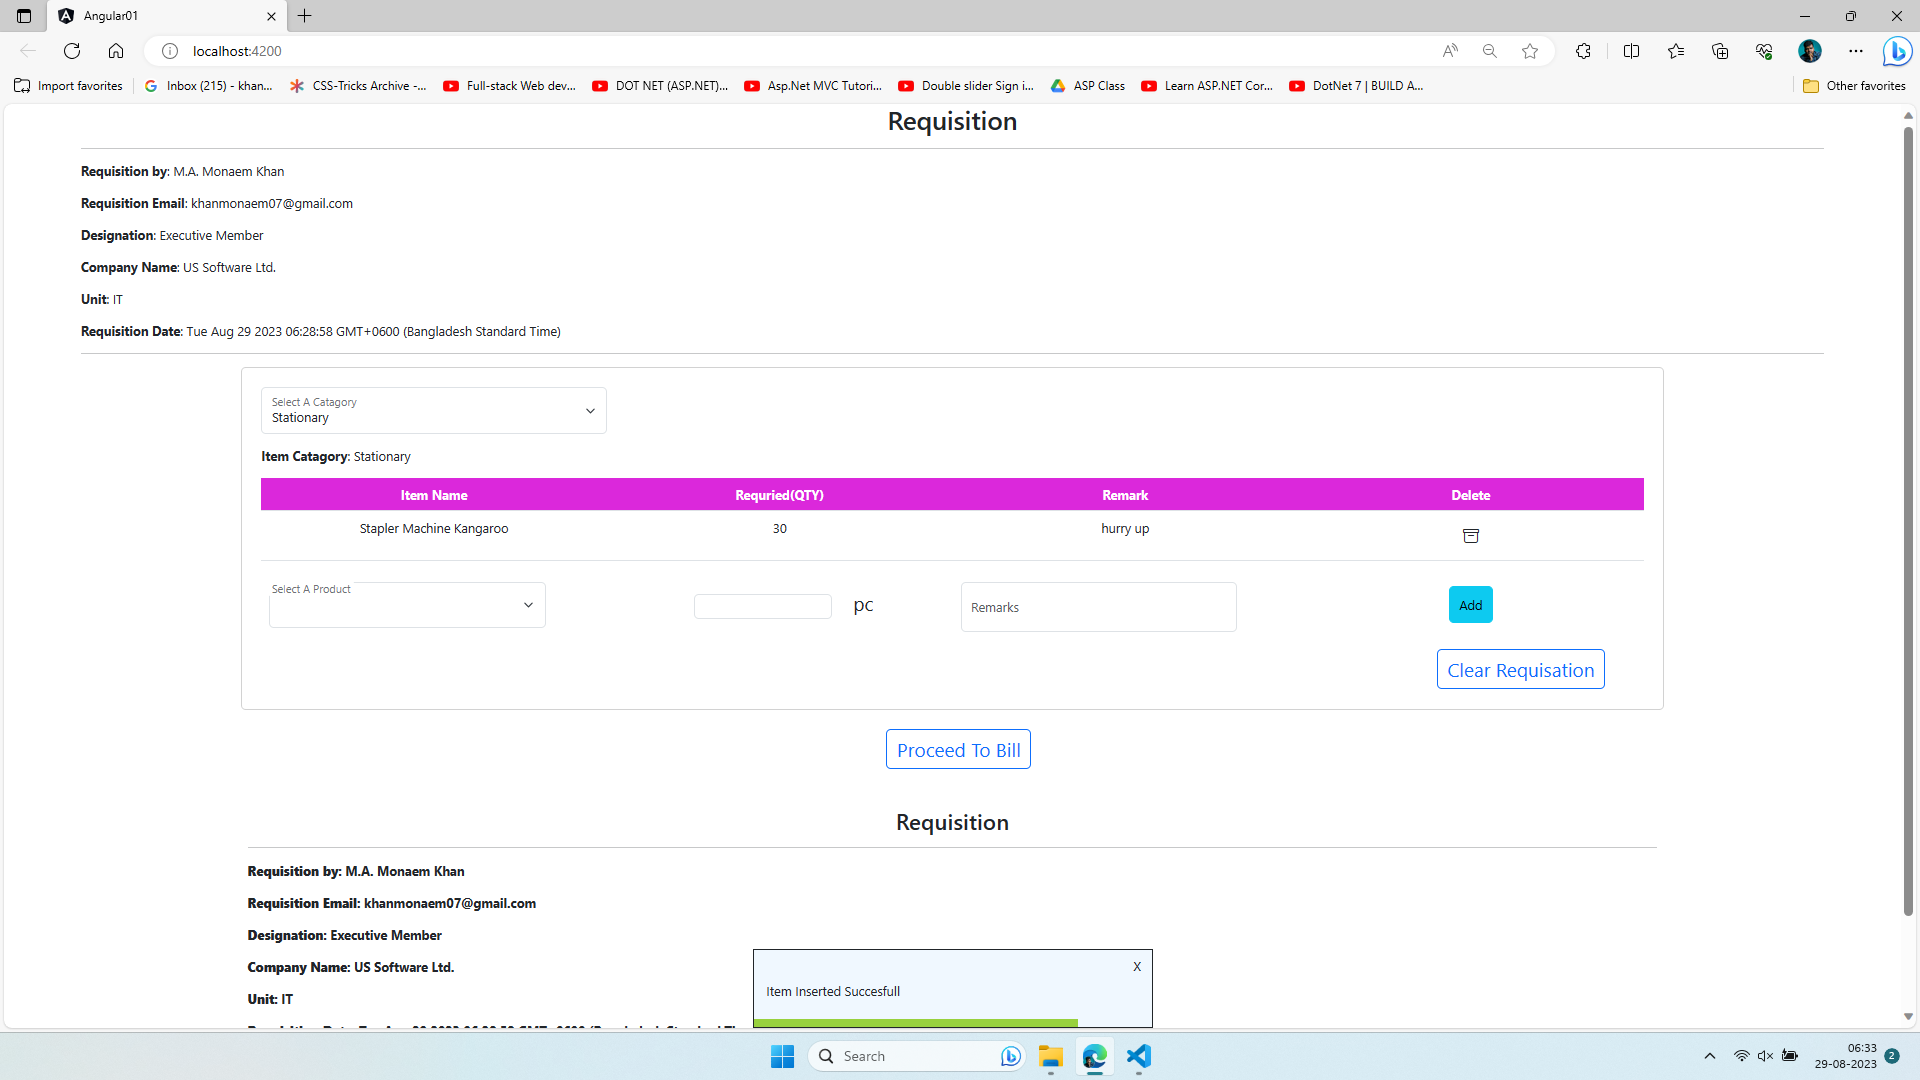 Angular01
localhost:4200
Import favorites
Inbox (215) - khan...
CSS-Tricks Archive -...
Full-stack Web dev...
DOT NET (ASP.NET)...
Asp.Net MVC Tutori...
Double slider Sign i...
ASP Class
Learn ASP.NET Cor...
DotNet 7 | BUILD A...
Other favorites
Requisition
Requisition by: M.A. Monaem Khan
Requisition Email: khanmonaem07@gmail.com
Designation: Executive Member
Company Name: US Software Ltd.
Unit: IT
Requisition Date: Tue Aug 29 2023 06:28:58 GMT+0600 (Bangladesh Standard Time)
Select A Catagory
Stationary
Item Catagory: Stationary
Item Name Requried(QTY) Remark Delete
Stapler Machine Kangaroo 30 hurry up
Select A Product
pc
Remarks
Add
Clear Requisation
Proceed To Bill
Requisition
Requisition by: M.A. Monaem Khan
Requisition Email: khanmonaem07@gmail.com
Designation: Executive Member
Company Name: US Software Ltd.
Unit: IT
X
Item Inserted Succesfull
Search
06:33
29-08-2023
2